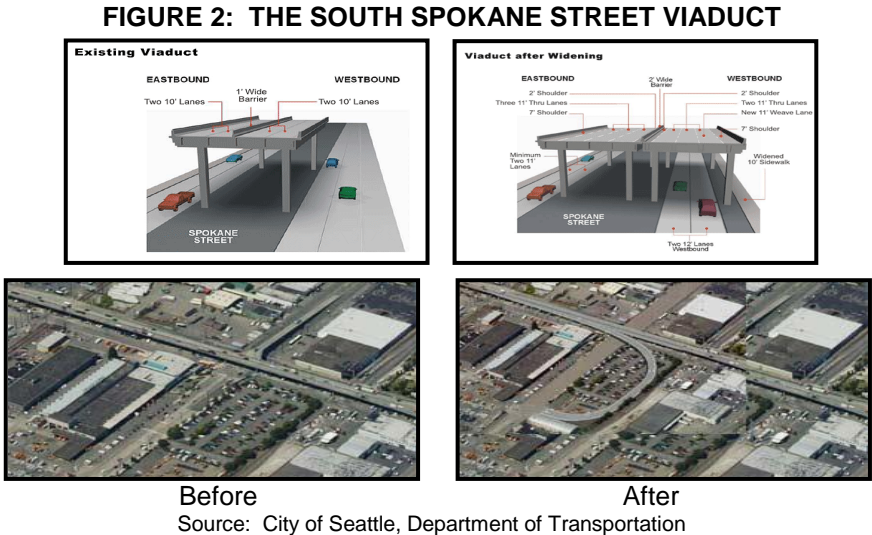 FIGURE 2: THE SOUTH SPOKANE STREET VIADUCT
Existing Viaduct
EASTBOUND
WESTBOUND
1' Wide
Barrier
Two 10' Lanes
Two 10' Lanes
SPOKANE
STREET
Viaduct after Widening
EASTBOUND
WESTBOUND
2' Wide
Barrier
2' Shoulder
Three 11' Thru Lanes
7' Shoulder
2' Shoulder
Two 11' Thru Lanes
New 11' Weave Lane
7' Shoulder
Minimum
Two 11'
Lanes
Widened
10' Sidewalk
SPOKANE
STREET
Two 12' Lanes
Westbound
Before
After
Source: City of Seattle, Department of Transportation